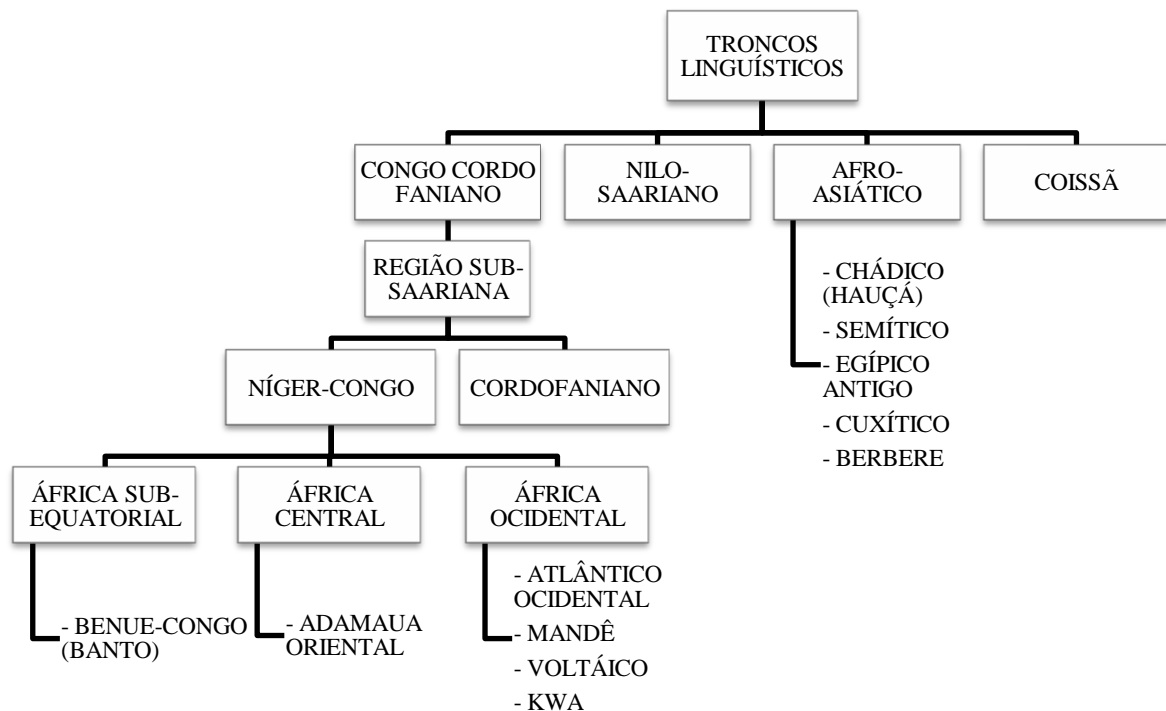 TRONCOS
LINGUÍSTICOS
CONGO CORDO
FANIANO
NILO-
SAARIANO
AFRO-
ASIÁTICO
COISSÃ
REGIÃO SUB-
SAARIANA
NÍGER-CONGO
CORDOFANIANO
- CHÁDICO
(HAUÇÁ)
- SEMÍTICO
- EGÍPICO
ANTIGO
- CUXÍTICO
- BERBERE
ÁFRICA SUB-
EQUATORIAL
ÁFRICA
CENTRAL
ÁFRICA
OCIDENTAL
- BENUE-CONGO
(BANTO)
- ADAMAUA
ORIENTAL
- ATLÂNTICO
OCIDENTAL
- MANDÊ
- VOLTÁICO
- KWA